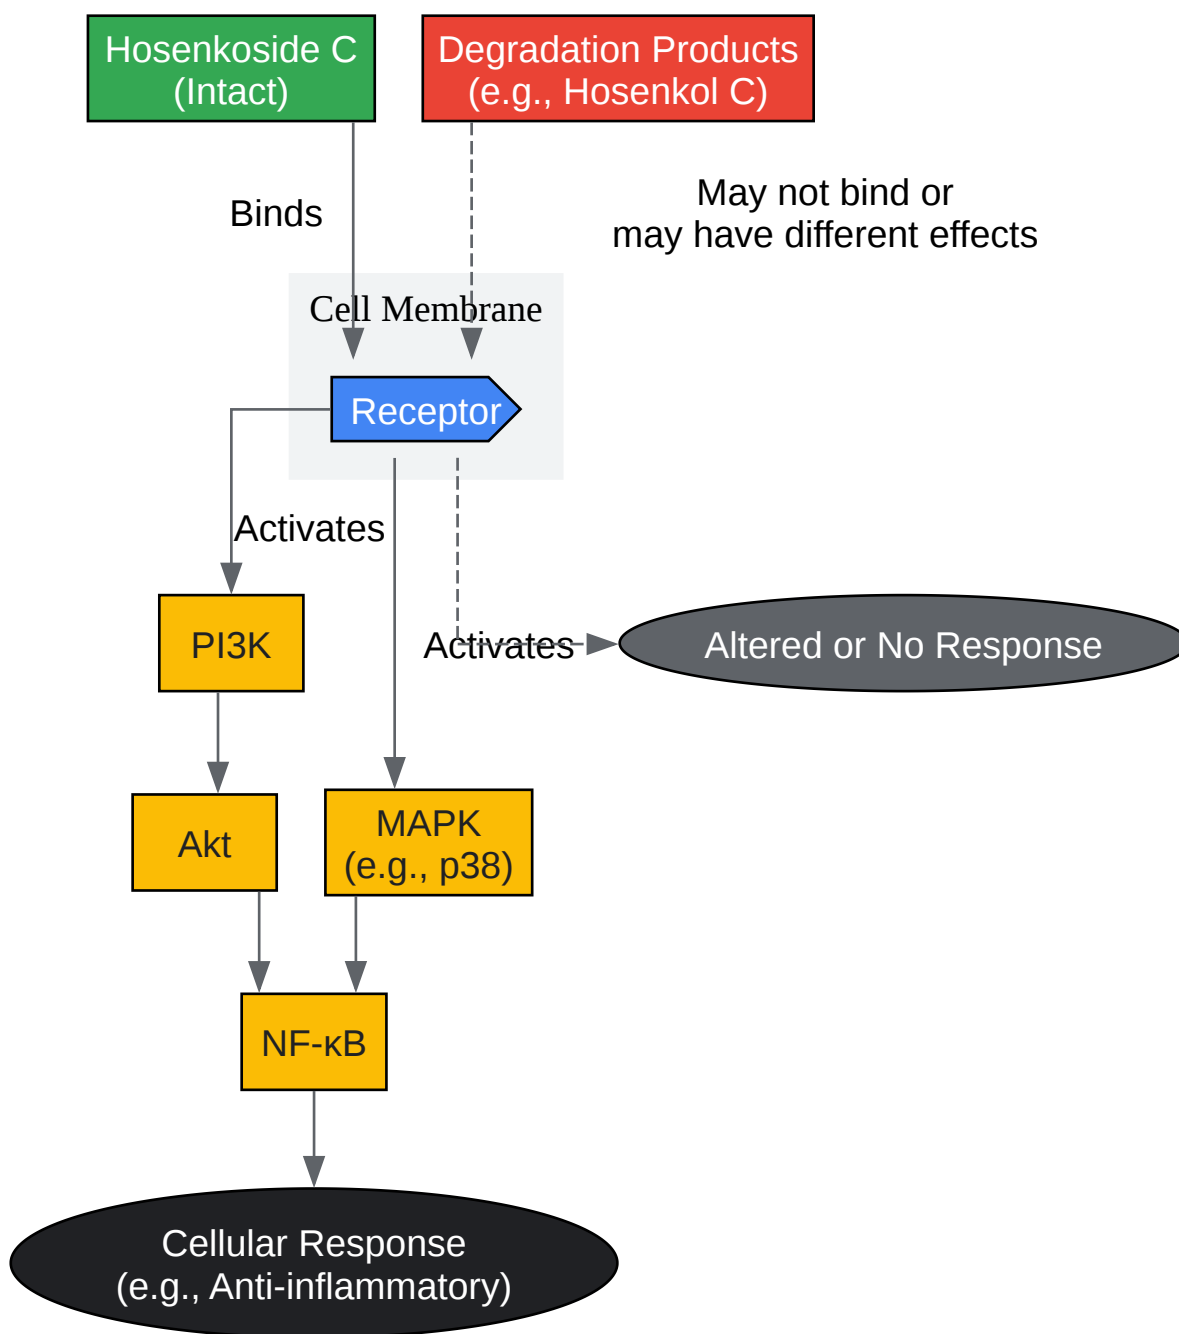 Hosenkoside C
(Intact)
Degradation Products
(e.g., Hosenkol C)
Binds
May not bind or
may have different effects
Cell Membrane
Receptor
Activates
PI3K
Activates
Altered or No Response
Akt
MAPK
(e.g., p38)
NF-κB
Cellular Response
(e.g., Anti-inflammatory)